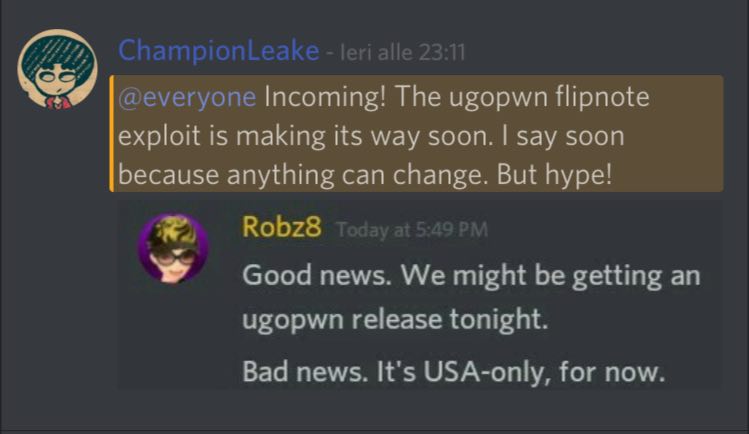 ChampionLeake - Ieri alle 23:11
@everyone Incoming! The ugopwn flipnote
exploit is making its way soon. I say soon
because anything can change. But hype!
Robz8 Today at 5:49 PM
Good news. We might be getting an
ugopwn release tonight.
Bad news. It's USA-only, for now.